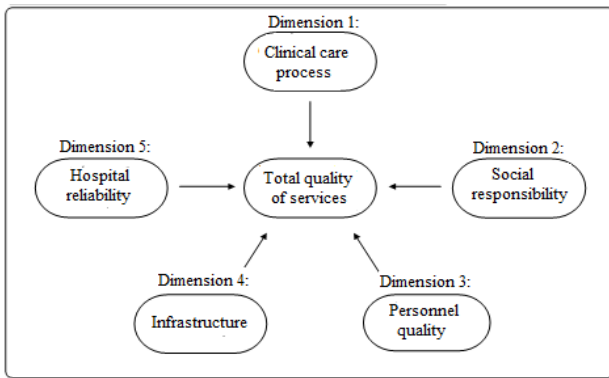 Dimension 1:
Clinical care
process
Dimension 5:
Hospital
reliability
Total quality
of services
Dimension 2:
Social
responsibility
Dimension 4:
Infrastructure
Dimension 3:
Personnel
quality